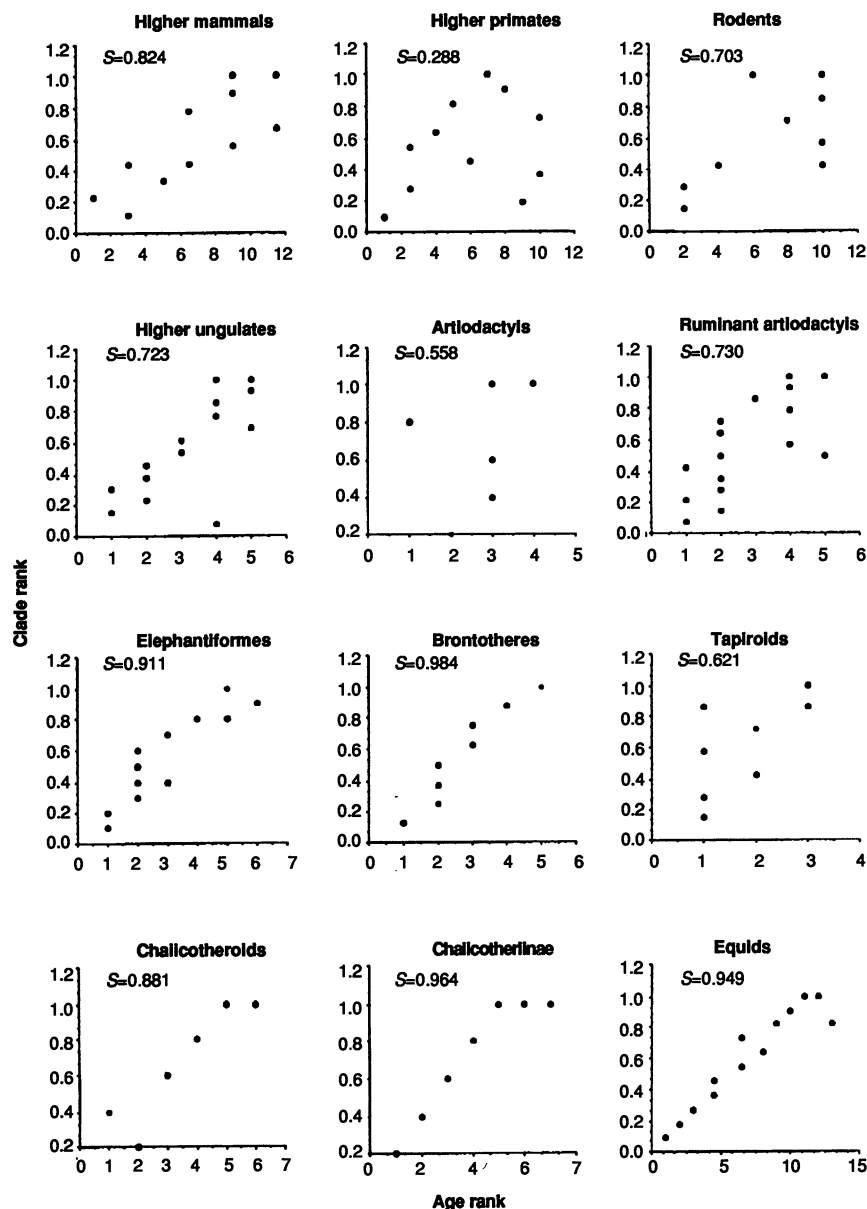 Higher mammals
Higher primates
Rodents
S=0.824
S=0.288
S=0.703
1.2
1.0
0.8
0.6
0.4
0.2
0.0
0 2 4 6 8 10 12
1.2
1.0
0.8
0.6
0.4
0.2
0.0
0 2 4 6 8 10 12
1.2
1.0
0.8
0.6
0.4
0.2
0.0
0 2 4 6 8 10 12
Higher ungulates
Artiodactyls
Ruminant artiodactyls
S=0.723
S=0.558
S=0.730
1.2
1.0
0.8
0.6
0.4
0.2
0.0
0 1 2 3 4 5 6
1.2
1.0
0.8
0.6
0.4
0.2
0 1 2 3 4 5
1.2
1.0
0.8
0.6
0.4
0.2
0.0
0 1 2 3 4 5 6
Clade rank
Elephantiformes
Brontotheres
Tapiroids
S=0.911
S=0.984
S=0.621
1.2
1.0
0.8
0.6
0.4
0.2
0.0
0 1 2 3 4 5 6 7
1.2
1.0
0.8
0.6
0.4
0.2
0.0
0 1 2 3 4 5 6
1.2
1.0
0.8
0.6
0.4
0.2
0.0
0 1 2 3 4
Chalicotheroids
Chalicotheriinae
Equids
S=0.881
S=0.964
S=0.949
1.2
1.0
0.8
0.6
0.4
0.2
0 1 2 3 4 5 6 7
1.2
1.0
0.8
0.6
0.4
0.2
0 2 4 6 7
1.2
1.0
0.8
0.6
0.4
0.2
0.0
0 5 10 15
Age rank